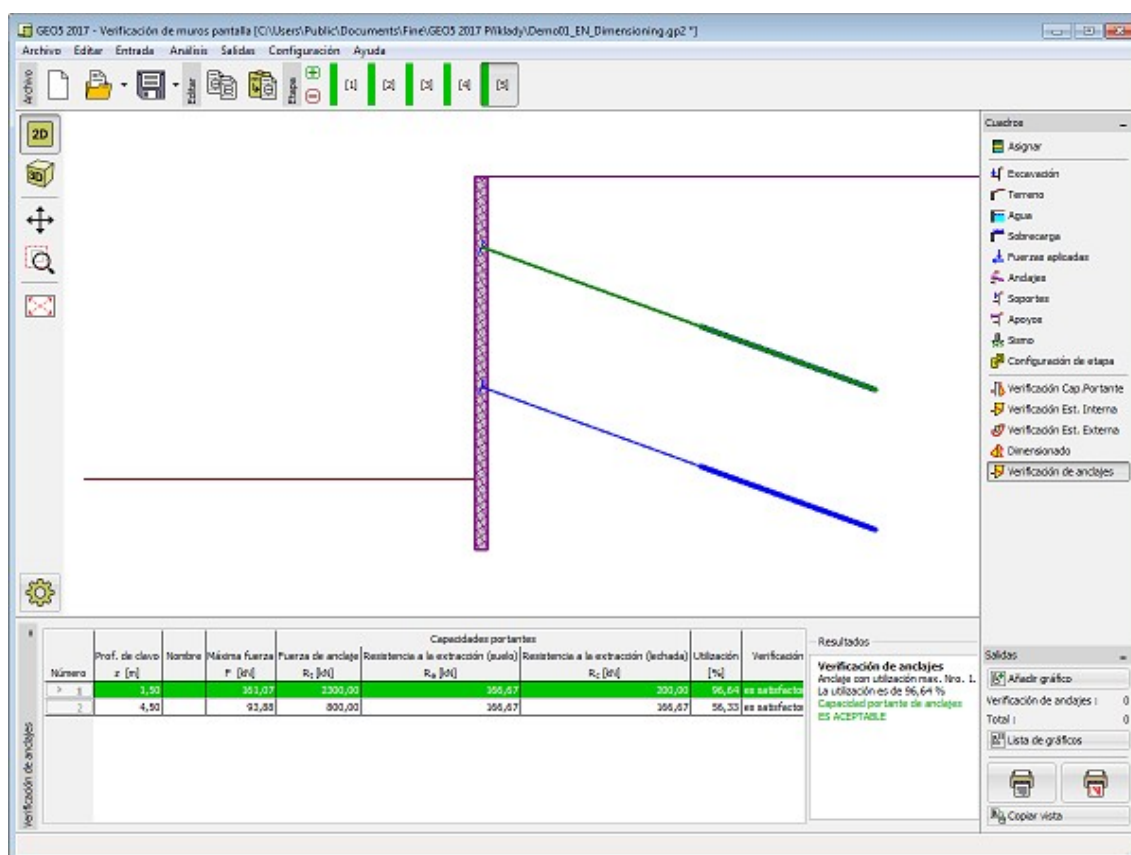 GEO5 2017 - Verificación de muros pantalla [C:\Users\Public\Documents\Fine\GEO5 2017 Příklady\Demo01_EN_Dimensioning.gp2 *]
Archivo Editar Entrada Análisis Salidas Configuración Ayuda
Archivo Editar Etapa [1] [2] [3] [4] [5]
2D
3D
Cuadros
Asignar
Excavación
Terreno
Agua
Sobrecarga
Fuerzas aplicadas
Anclajes
Soportes
Apoyos
Sismo
Configuración de etapa
Verificación Cap.Portante
Verificación Est. Interna
Verificación Est. Externa
Dimensionado
Verificación de anclajes
Verificación de anclajes
Capacidades portantes
Prof. de clavo Nombre Máxima fuerza Fuerza de anclaje Resistencia a la extracción (suelo) Resistencia a la extracción (lechada) Utilización Verificación
Número z [m] F [kN] Rt [kN] Re [kN] Rc [kN] [%]
> 1 1,50 161,07 2300,00 166,67 200,00 96,64 es satisfactor
2 4,50 93,88 800,00 166,67 166,67 56,33 es satisfactor
Resultados
Verificación de anclajes
Anclaje con utilización max. Nro. 1.
La utilización es de 96,64 %
Capacidad portante de anclajes
ES ACEPTABLE
Salidas
Añadir gráfico
Verificación de anclajes : 0
Total : 0
Lista de gráficos
Copiar vista